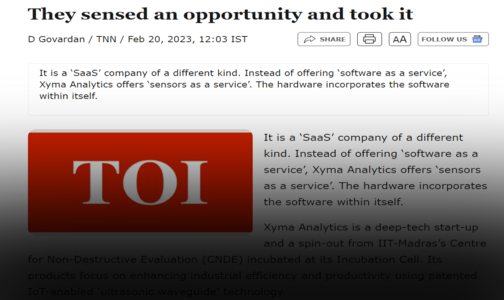 They sensed an opportunity and took it
D Govardan / TNN / Feb 20, 2023, 12:03 IST
SHARE
AA
FOLLOW US
It is a ‘SaaS’ company of a different kind. Instead of offering ‘software as a service’,
Xyma Analytics offers ‘sensors as a service’. The hardware incorporates the software
within itself.
TOI
It is a ‘SaaS’ company of a different
kind. Instead of offering ‘software as a
service’, Xyma Analytics offers ‘sensors
as a service’. The hardware incorporates
the software within itself.
Xyma Analytics is a deep-tech start-up
and a spin-out from IIT-Madras’s Centre
for Non-Destructive Evaluation (CNDE) incubated at its Incubation Cell. Its
products focus on enhancing industrial efficiency and productivity using patented
IoT-enabled ‘ultrasonic waveguide’ technology.